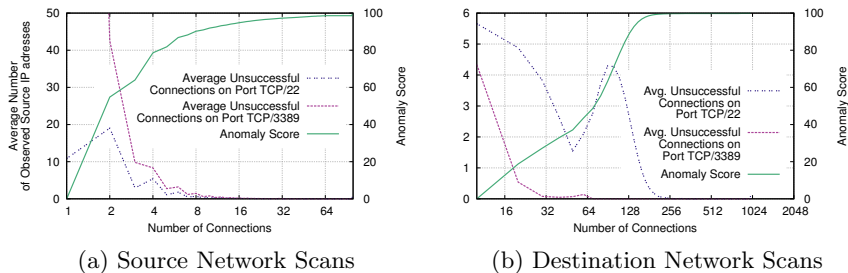 50
40
30
20
10
0
Average Number
of Observed Source IP adresses
100
80
60
40
20
0
Anomaly Score
Average Unsuccessful
Connections on Port TCP/22
Average Unsuccessful
Connections on Port TCP/3389
Anomaly Score
1 2 4 8 16 32 64
Number of Connections
(a) Source Network Scans
6
5
4
3
2
1
0
100
80
60
40
20
0
Anomaly Score
Avg. Unsuccessful
Connections on
Port TCP/22
Avg. Unsuccessful
Connections on
Port TCP/3389
Anomaly Score
16 32 64 128 256 512 1024 2048
Number of Connections
(b) Destination Network Scans